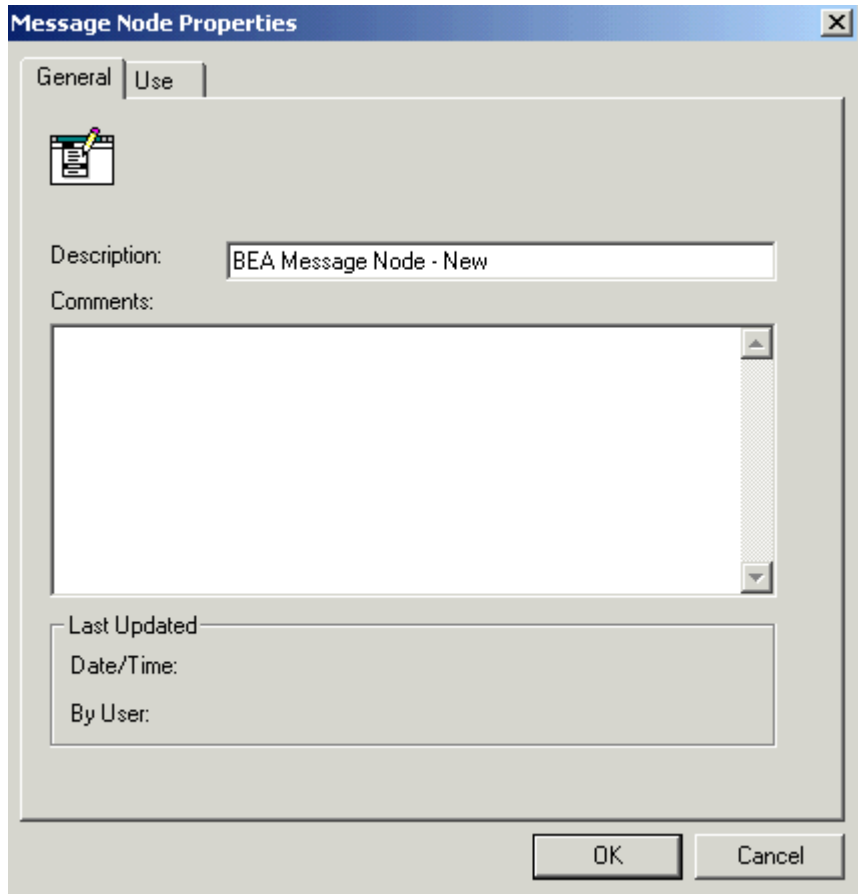 Message Node Properties
General
Use
Description:
BEA Message Node - New
Comments:
Last Updated
Date/Time:
By User:
OK
Cancel